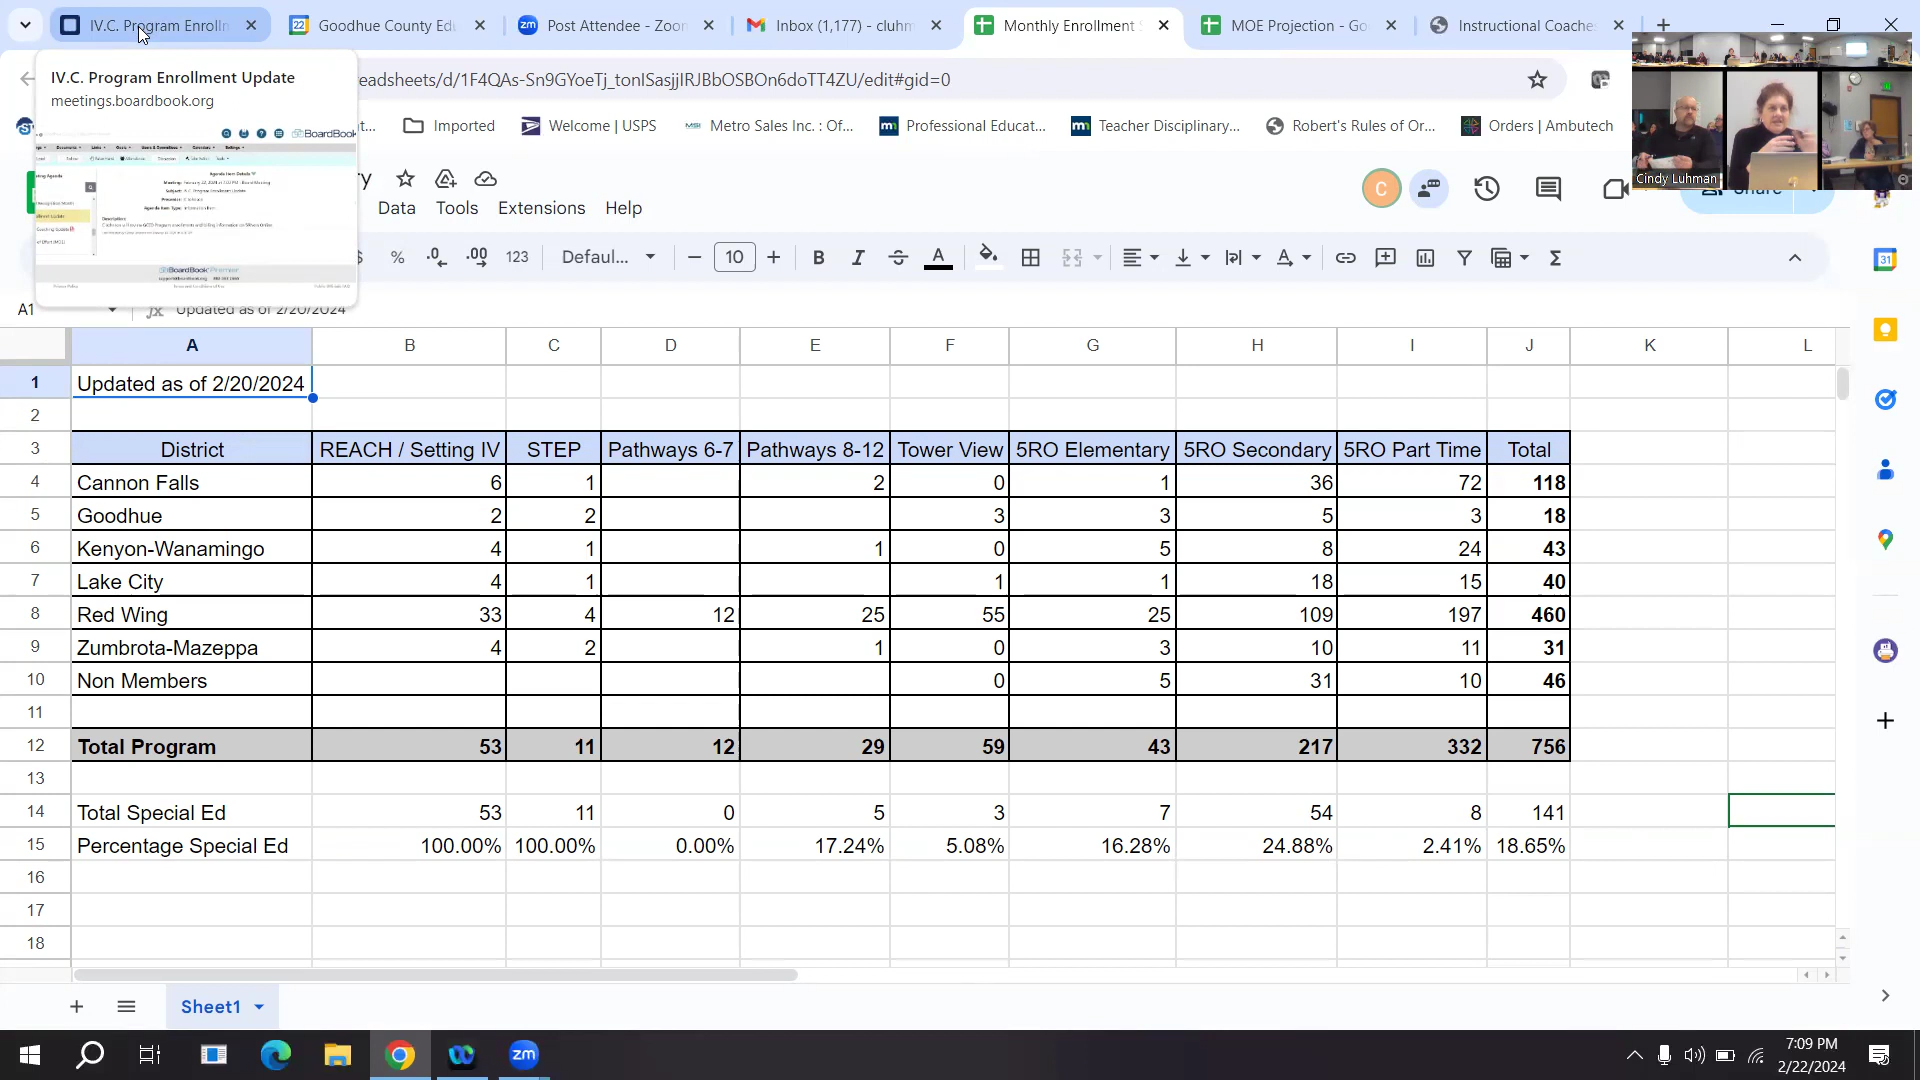 IV.C. Program Enrolln
Goodhue County Edu
Post Attendee - Zoon
Inbox (1,177) - cluhm
Monthly Enrollment S
MOE Projection - Go
Instructional Coache
IV.C. Program Enrollment Update
meetings.boardbook.org
eadsheets/d/1F4QAs-Sn9GYoeTj_tonISasjjIRJBbOSBOn6doTT4ZU/edit#gid=0
t...
Imported
Welcome | USPS
Metro Sales Inc. : Of...
Professional Educat...
Teacher Disciplinary...
Robert's Rules of Or...
Orders | Ambutech
BoardBook
Cindy Luhman
Share
Data Tools Extensions Help
% .0 .00 123 Defaul... 10
A1
Updated as of 2/20/2024
A B C D E F G H I J K L
1 Updated as of 2/20/2024
2
3 District REACH / Setting IV STEP Pathways 6-7 Pathways 8-12 Tower View 5RO Elementary 5RO Secondary 5RO Part Time Total
4 Cannon Falls 6 1 2 0 1 36 72 118
5 Goodhue 2 2 3 3 5 3 18
6 Kenyon-Wanamingo 4 1 1 0 5 8 24 43
7 Lake City 4 1 1 1 18 15 40
8 Red Wing 33 4 12 25 55 25 109 197 460
9 Zumbrota-Mazeppa 4 2 1 0 3 10 11 31
10 Non Members 0 5 31 10 46
11
12 Total Program 53 11 12 29 59 43 217 332 756
13
14 Total Special Ed 53 11 0 5 3 7 54 8 141
15 Percentage Special Ed 100.00% 100.00% 0.00% 17.24% 5.08% 16.28% 24.88% 2.41% 18.65%
16
17
18
Sheet1
7:09 PM
2/22/2024